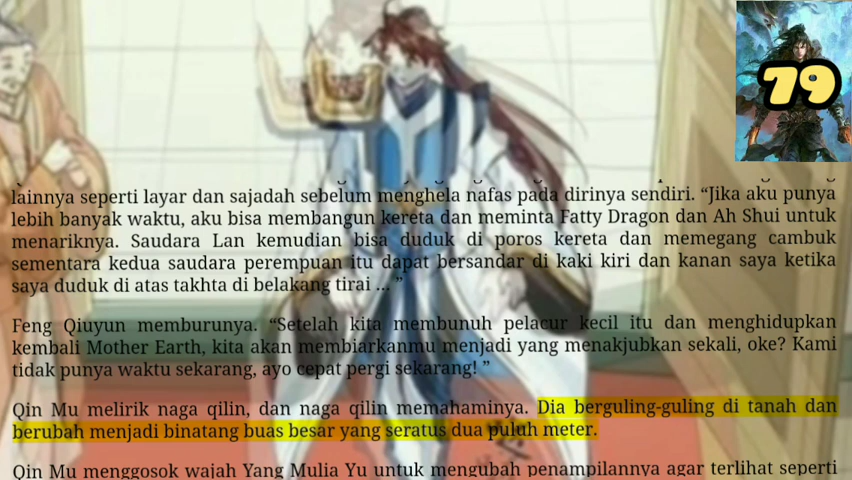 79
lainnya seperti layar dan sajadah sebelum menghela nafas pada dirinya sendiri. “Jika aku punya
lebih banyak waktu, aku bisa membangun kereta dan meminta Fatty Dragon dan Ah Shui untuk
menariknya. Saudara Lan kemudian bisa duduk di poros kereta dan memegang cambuk
sementara kedua saudara perempuan itu dapat bersandar di kaki kiri dan kanan saya ketika
saya duduk di atas takhta di belakang tirai ... ”
Feng Qiuyun memburunya. “Setelah kita membunuh pelacur kecil itu dan menghidupkan
kembali Mother Earth, kita akan membiarkanmu menjadi yang menakjubkan sekali, oke? Kami
tidak punya waktu sekarang, ayo cepat pergi sekarang! ”
Qin Mu melirik naga qilin, dan naga qilin memahaminya. Dia berguling-guling di tanah dan
berubah menjadi binatang buas besar yang seratus dua puluh meter.
Qin Mu menggosok wajah Yang Mulia Yu untuk mengubah penampilannya agar terlihat seperti